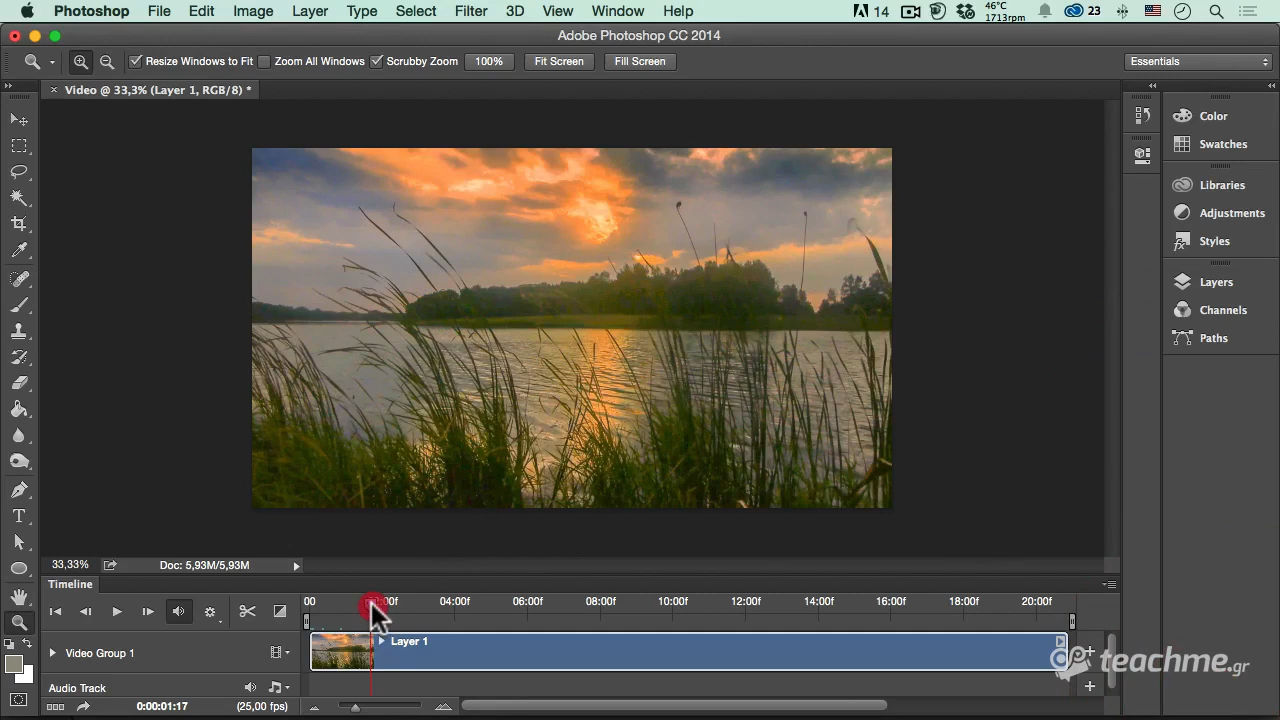 Photoshop File Edit Image Layer Type Select Filter 3D View Window Help 14 46°C 1713rpm 23
Adobe Photoshop CC 2014
Resize Windows to Fit Zoom All Windows Scrubby Zoom 100% Fit Screen Fill Screen Essentials
Video @ 33,3% (Layer 1, RGB/8) *
Color
Swatches
Libraries
Adjustments
Styles
Layers
Channels
Paths
33,33% Doc: 5,93M/5,93M
Timeline
00 00f 04:00f 06:00f 08:00f 10:00f 12:00f 14:00f 16:00f 18:00f 20:00f
Layer 1
Video Group 1
teachme.gr
Audio Track
0:00:01:17 (25,00 fps)